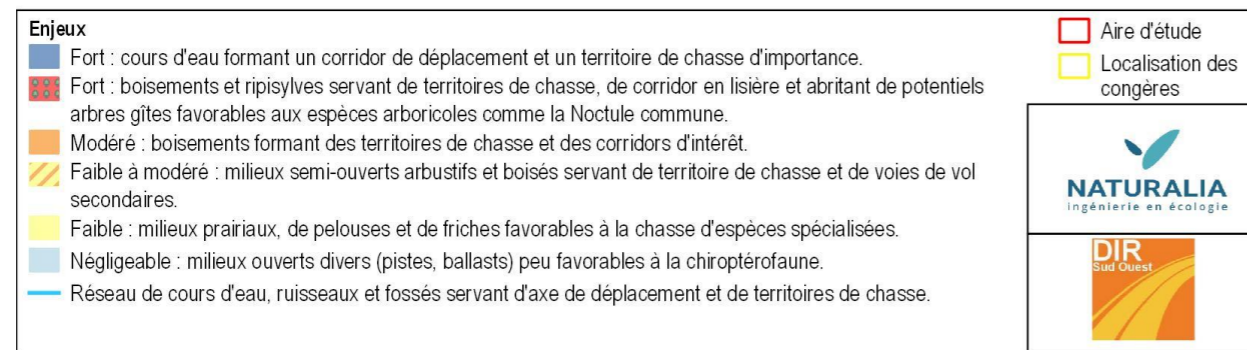 Enjeux
Fort : cours d'eau formant un corridor de déplacement et un territoire de chasse d'importance.
Fort : boisements et ripisylves servant de territoires de chasse, de corridor en lisière et abritant de potentiels
arbres gîtes favorables aux espèces arboricoles comme la Noctule commune.
Modéré : boisements formant des territoires de chasse et des corridors d'intérêt.
Faible à modéré : milieux semi-ouverts arbustifs et boisés servant de territoire de chasse et de voies de vol
secondaires.
Faible : milieux prairiaux, de pelouses et de friches favorables à la chasse d'espèces spécialisées.
Négligeable : milieux ouverts divers (pistes, ballasts) peu favorables à la chiroptérofaune.
Réseau de cours d'eau, ruisseaux et fossés servant d'axe de déplacement et de territoires de chasse.
Aire d'étude
Localisation des
congères
NATURALIA
ingénierie en écologie
DIR
Sud Ouest